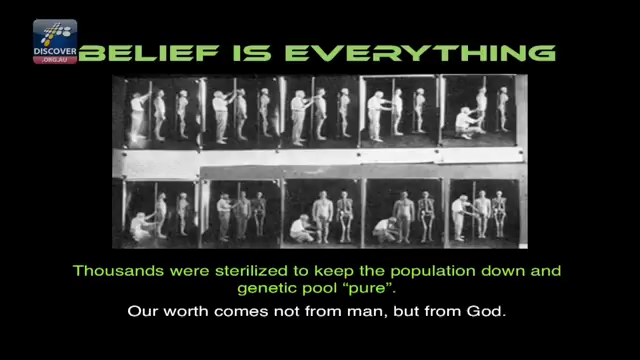 DISCOVER
.ORG.AU
BELIEF IS EVERYTHING
Thousands were sterilized to keep the population down and
genetic pool “pure”.
Our worth comes not from man, but from God.